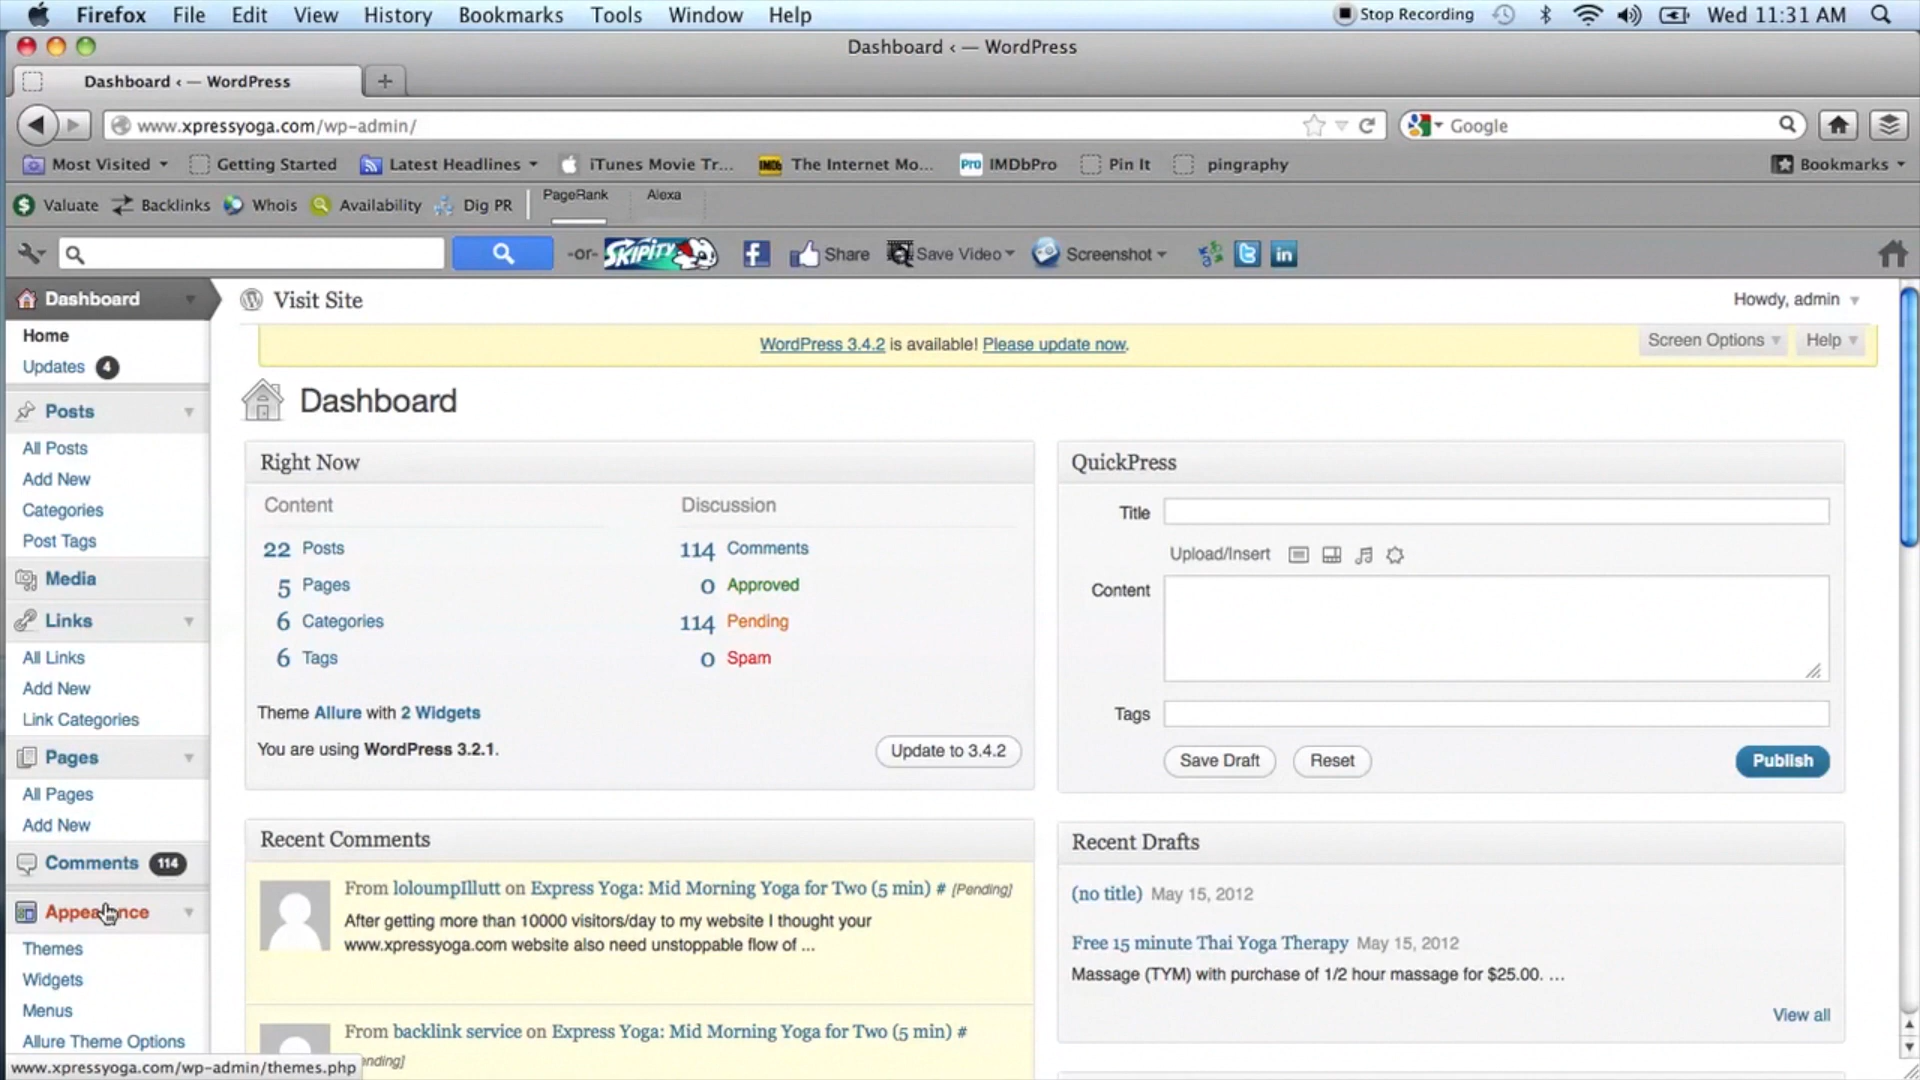 Firefox File Edit View History Bookmarks Tools Window Help Stop Recording Wed 11:31 AM
Dashboard ‹ — WordPress
Dashboard ‹ — WordPress
www.xpressyoga.com/wp-admin/ Google
Most Visited Getting Started Latest Headlines iTunes Movie Tr... The Internet Mo... Pro IMDbPro Pin It pingraphy Bookmarks
Valuate Backlinks Whois Availability Dig PR PageRank Alexa
-or- SKIPITY Share Save Video Screenshot
Dashboard
Home
Updates 4
Posts
All Posts
Add New
Categories
Post Tags
Media
Links
All Links
Add New
Link Categories
Pages
All Pages
Add New
Comments 114
Appearance
Themes
Widgets
Menus
Allure Theme Options
www.xpressyoga.com/wp-admin/themes.php
Visit Site Howdy, admin
WordPress 3.4.2 is available! Please update now.
Screen Options Help
Dashboard
Right Now
Content Discussion
22 Posts 114 Comments
5 Pages 0 Approved
6 Categories 114 Pending
6 Tags 0 Spam
Theme Allure with 2 Widgets
You are using WordPress 3.2.1. Update to 3.4.2
QuickPress
Title
Upload/Insert
Content
Tags
Save Draft Reset Publish
Recent Comments
From loloumpIllutt on Express Yoga: Mid Morning Yoga for Two (5 min) # [Pending]
After getting more than 10000 visitors/day to my website I thought your
www.xpressyoga.com website also need unstoppable flow of ...
From backlink service on Express Yoga: Mid Morning Yoga for Two (5 min) #
Recent Drafts
(no title) May 15, 2012
Free 15 minute Thai Yoga Therapy May 15, 2012
Massage (TYM) with purchase of 1/2 hour massage for $25.00. ...
View all